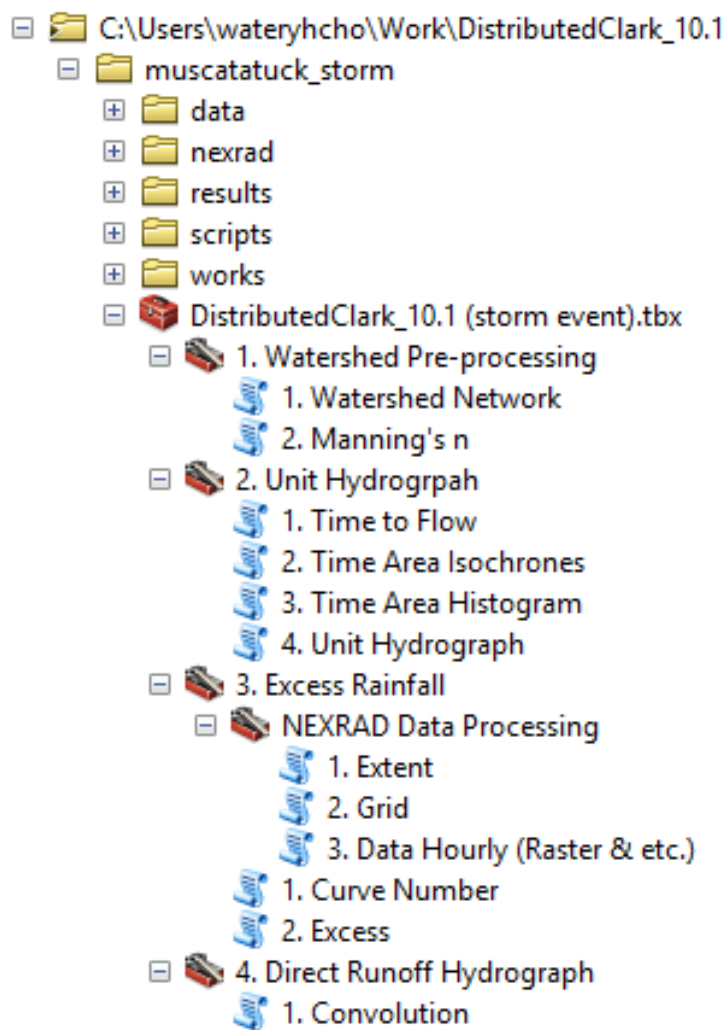 C:\Users\wateryhcho\Work\DistributedClark_10.1
muscatatuck_storm
data
nexrad
results
scripts
works
DistributedClark_10.1 (storm event).tbx
1. Watershed Pre-processing
1. Watershed Network
2. Manning's n
2. Unit Hydrogrpah
1. Time to Flow
2. Time Area Isochrones
3. Time Area Histogram
4. Unit Hydrograph
3. Excess Rainfall
NEXRAD Data Processing
1. Extent
2. Grid
3. Data Hourly (Raster & etc.)
1. Curve Number
2. Excess
4. Direct Runoff Hydrograph
1. Convolution